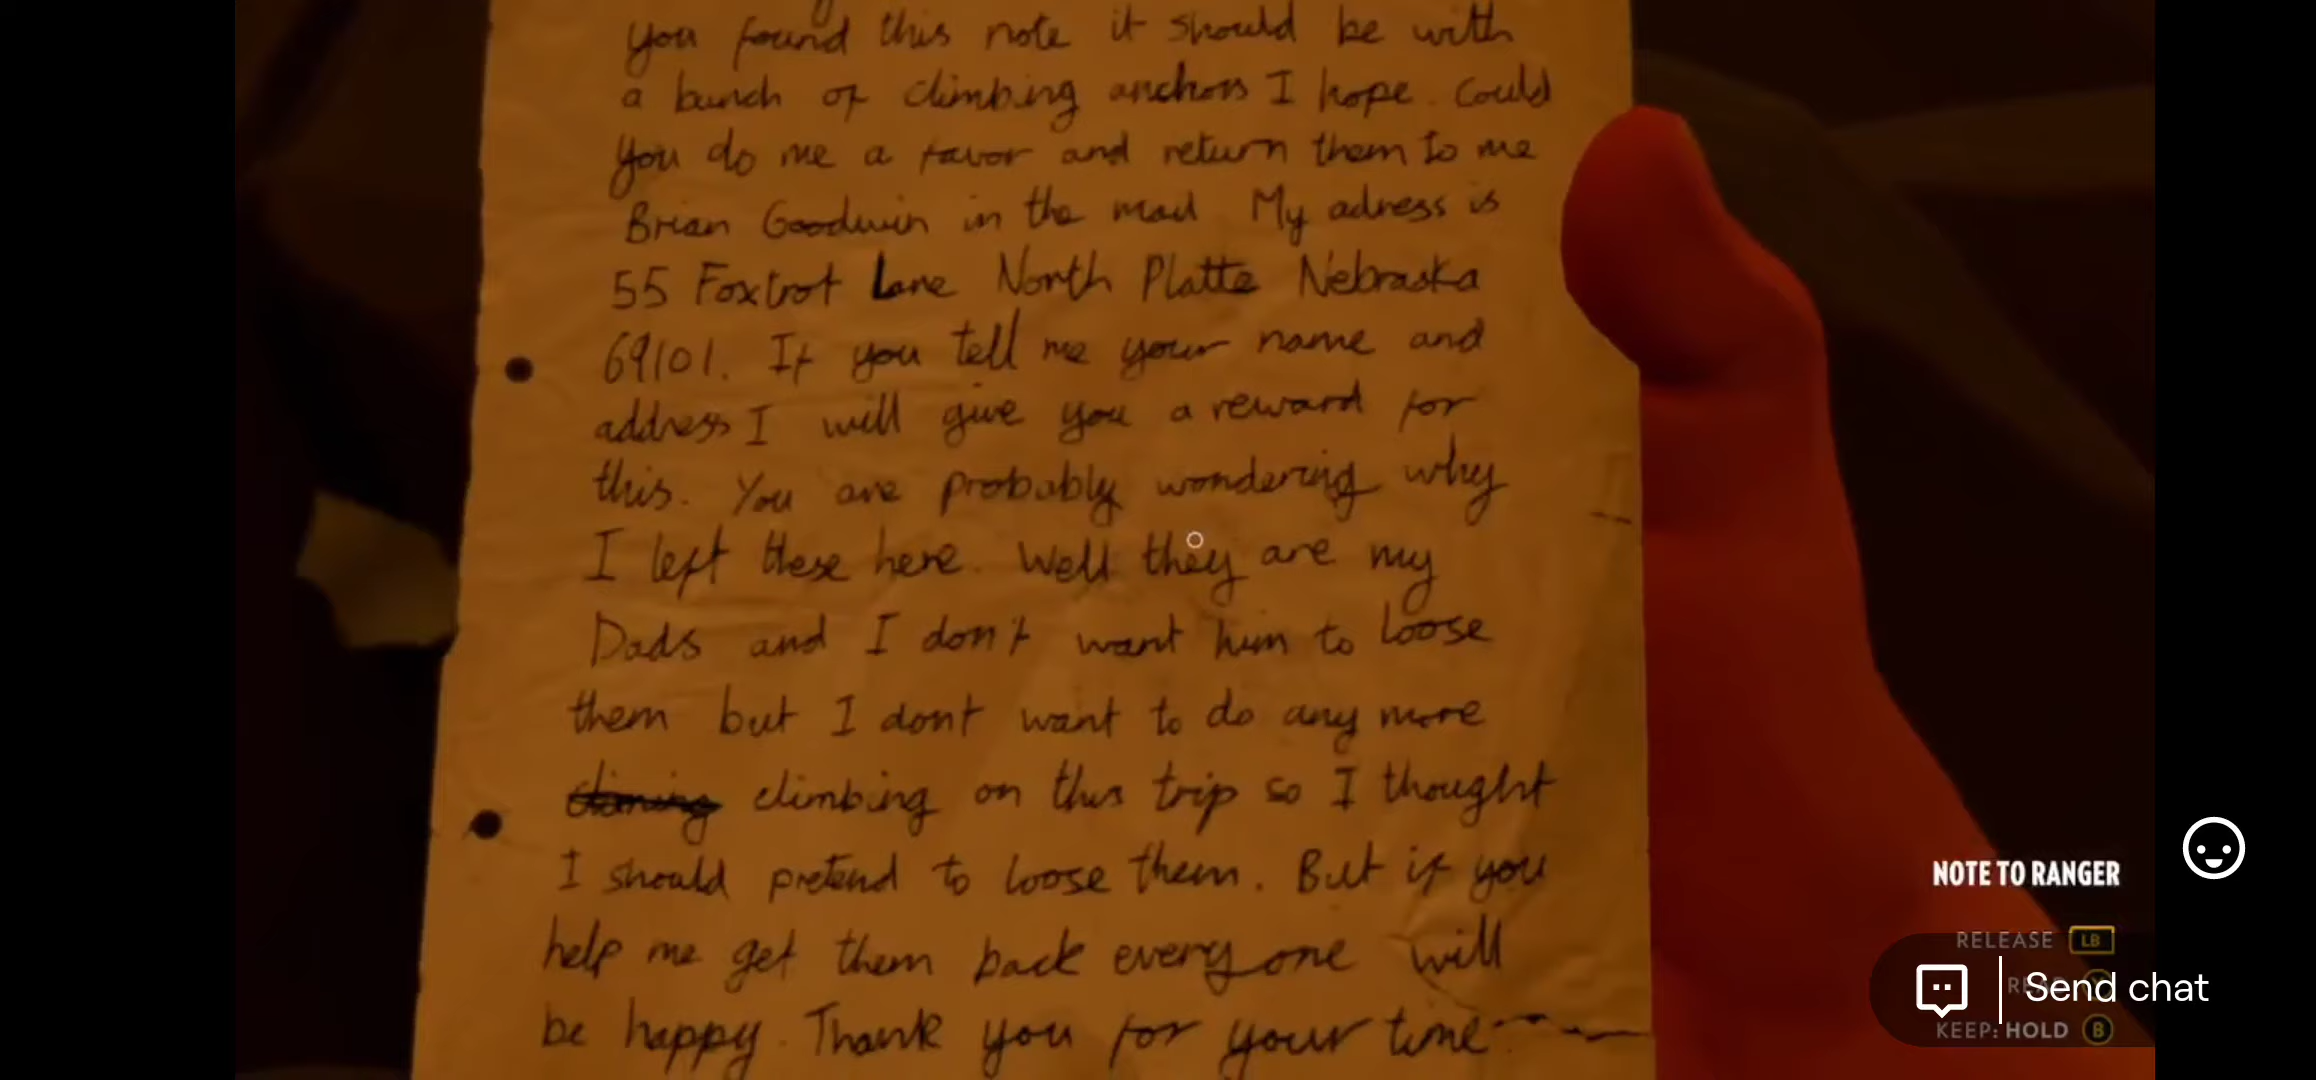 you found this note it should be with
a bunch of climbing anchors I hope. Could
you do me a favor and return them to me
Brian Goodwin in the mail My adress is
55 Foxtrot Lane North Platte Nebraska
69101. If you tell me your name and
address I will give you a reward for
this. You are probably wondering why
I left these here. Well they are my
Dads and I don't want him to loose
them but I dont want to do any more
climbing on this trip so I thought
I should pretend to loose them. But if you
help me get them back everyone will
be happy. Thank you for your time
NOTE TO RANGER
RELEASE LB
Send chat
KEEP: HOLD B